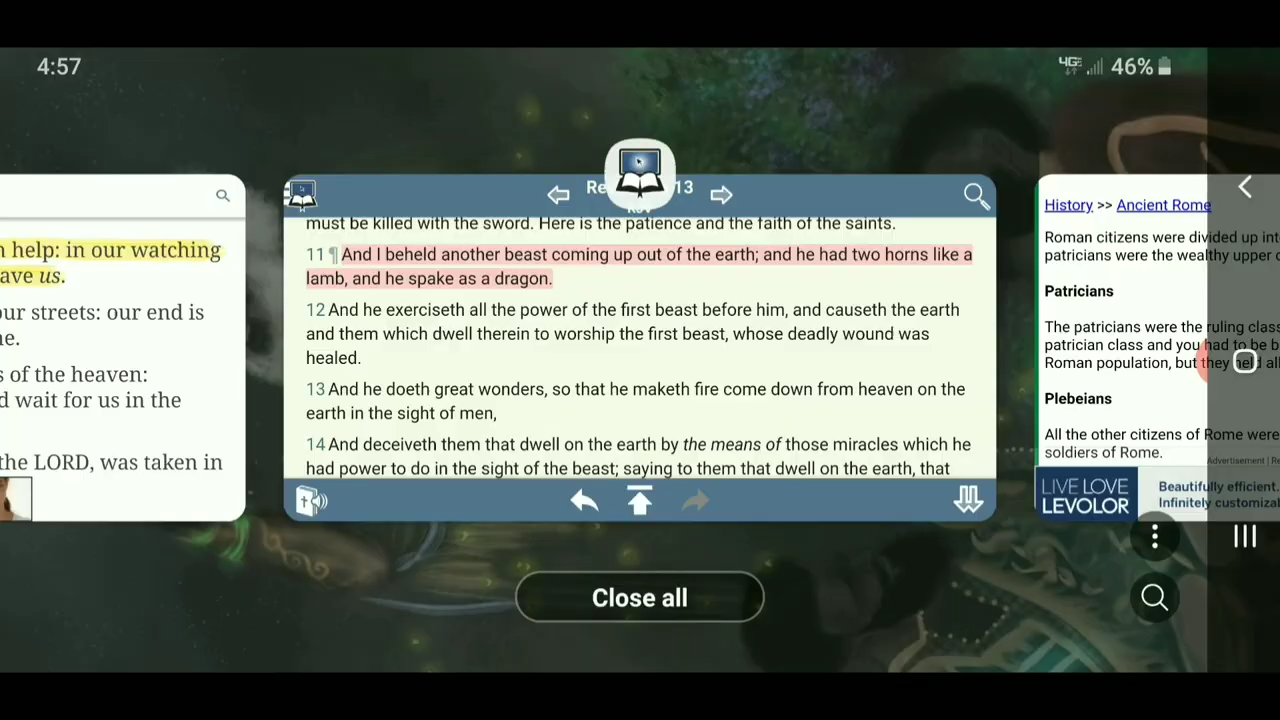 4:57
4GE 46%
help: in our watching
ave us.
our streets: our end is
of the heaven:
wait for us in the
the LORD, was taken in
Re 13
must be killed with the sword. Here is the patience and the faith of the saints.
11 ¶ And I beheld another beast coming up out of the earth; and he had two horns like a
lamb, and he spake as a dragon.
12 And he exerciseth all the power of the first beast before him, and causeth the earth
and them which dwell therein to worship the first beast, whose deadly wound was
healed.
13 And he doeth great wonders, so that he maketh fire come down from heaven on the
earth in the sight of men,
14 And deceiveth them that dwell on the earth by the means of those miracles which he
had power to do in the sight of the beast; saying to them that dwell on the earth, that
History >> Ancient Rome
Roman citizens were divided up int
patricians were the wealthy upper
Patricians
The patricians were the ruling class
patrician class and you had to be b
Roman population, but they held all
Plebeians
All the other citizens of Rome were
soldiers of Rome.
Advertisement | Re
LIVE LOVE
LEVOLOR
Beautifully efficient.
Infinitely customizab
Close all